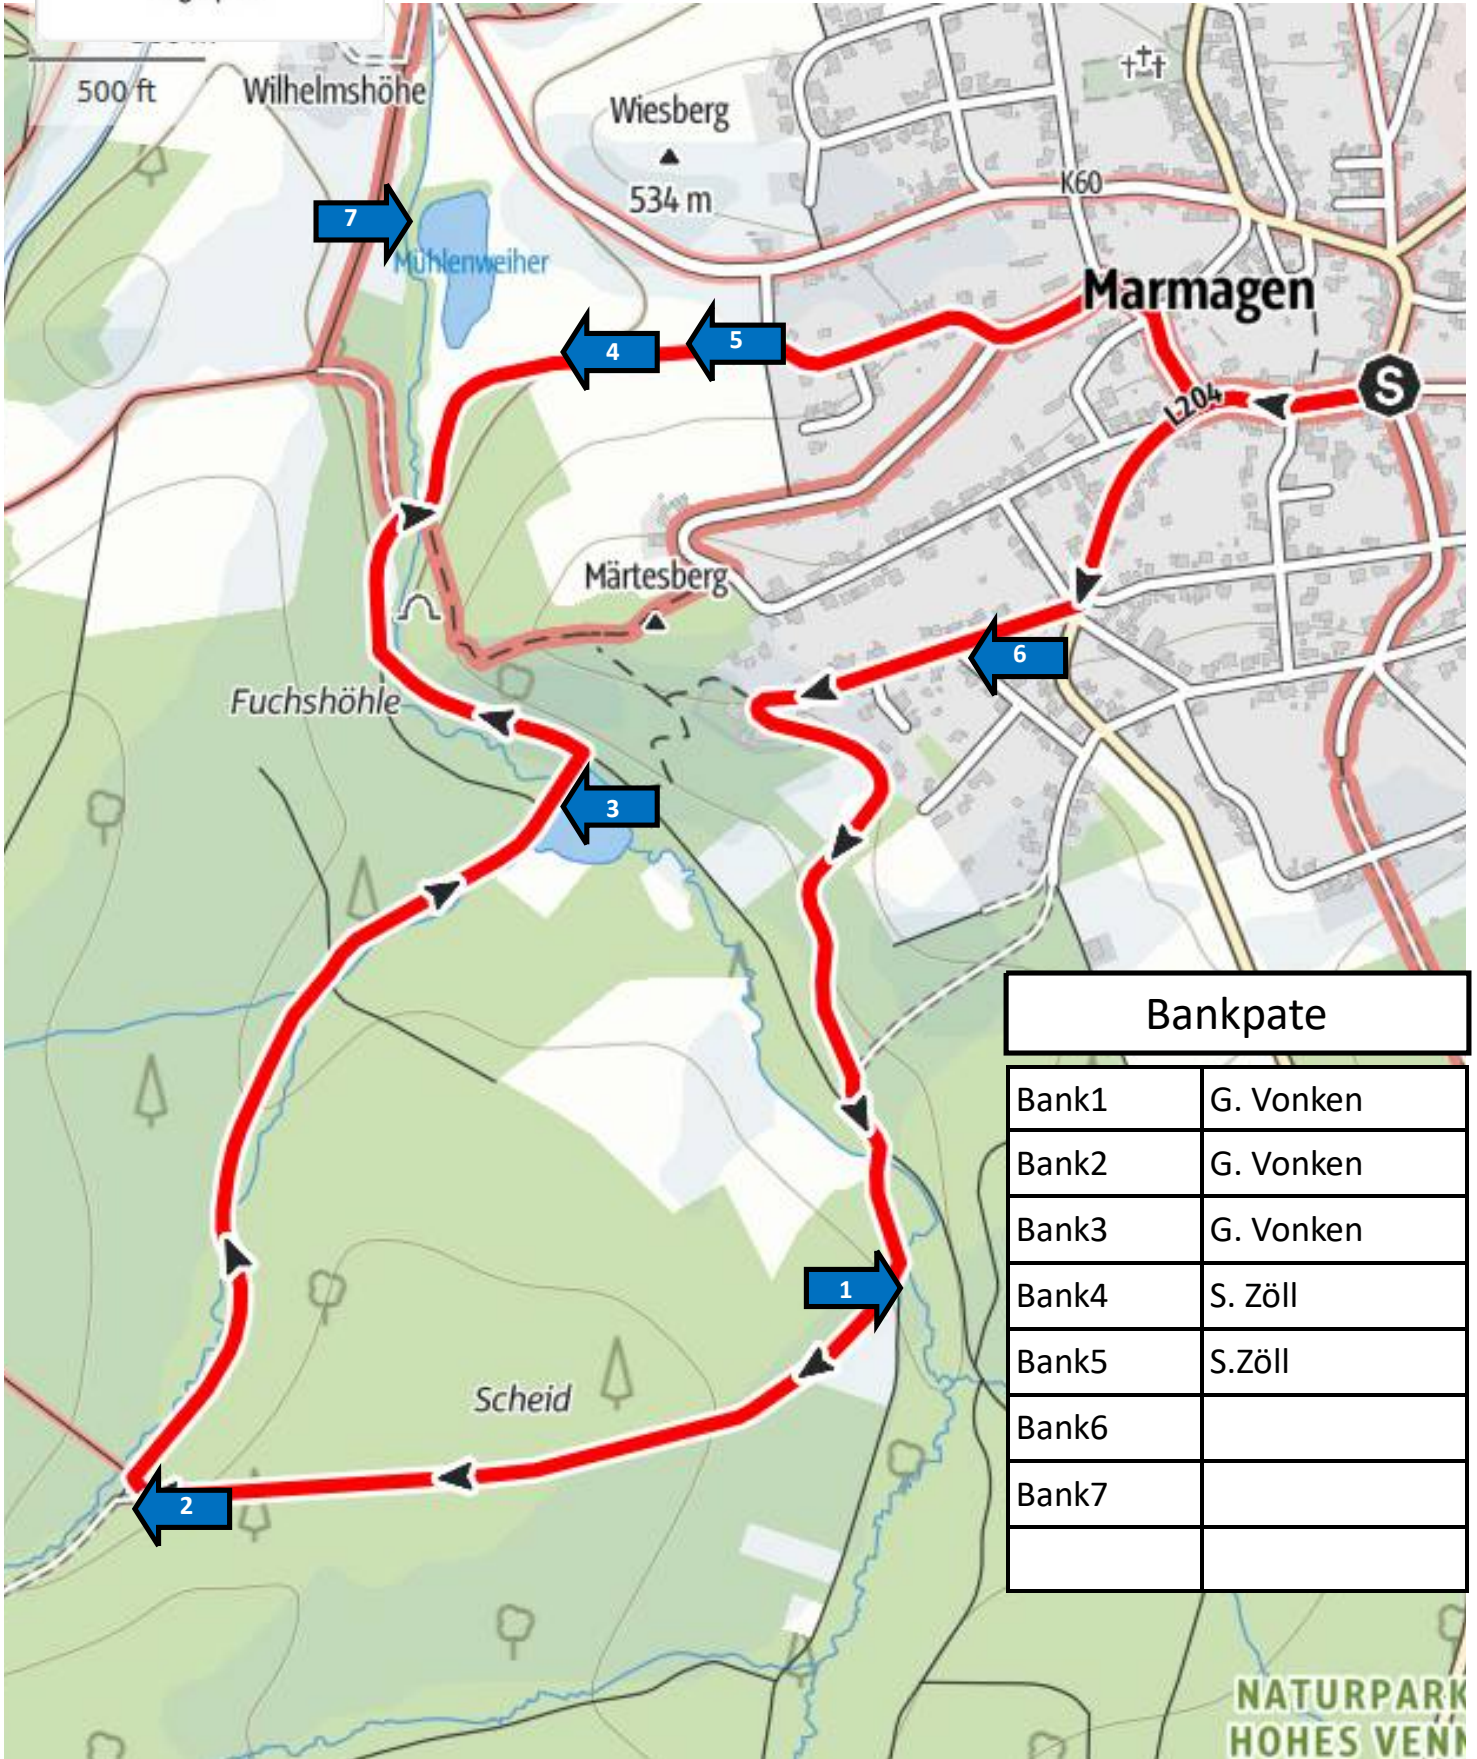 500 ft
Wilhelmshöhe
Wiesberg
534 m
K60
7
Mühlenweiher
Marmagen
5
4
S
L204
Märtesberg
6
Fuchshöhle
3
Bankpate
Bank1 G. Vonken
Bank2 G. Vonken
Bank3 G. Vonken
1
Bank4 S. Zöll
Bank5 S.Zöll
Scheid
Bank6
Bank7
2
NATURPARK
HOHES VENN